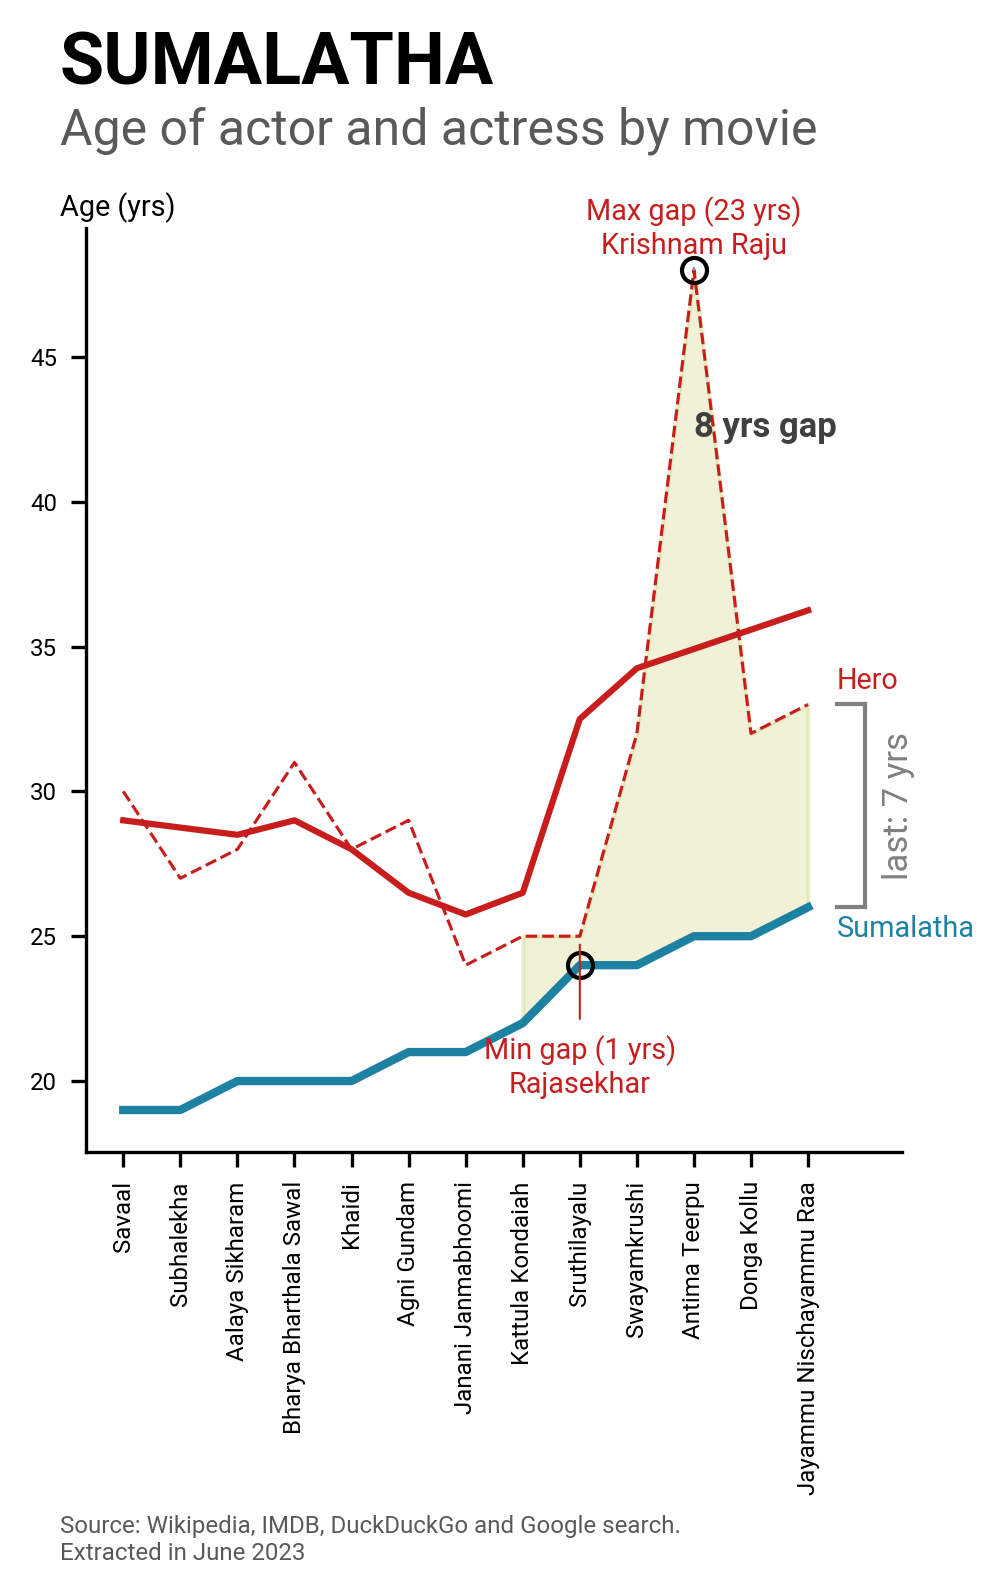 SUMALATHA
Age of actor and actress by movie
Age (yrs)
Max gap (23 yrs)
Krishnam Raju
45
8 yrs gap
40
35
Hero
30
last: 7 yrs
25
Sumalatha
Min gap (1 yrs)
Rajasekhar
20
Savaal
Subhalekha
Aalaya Sikharam
Bharya Bharthala Sawal
Khaidi
Agni Gundam
Janani Janmabhoomi
Kattula Kondaiah
Sruthilayalu
Swayamkrushi
Antima Teerpu
Donga Kollu
Jayammu Nischayammu Raa
Source: Wikipedia, IMDB, DuckDuckGo and Google search.
Extracted in June 2023